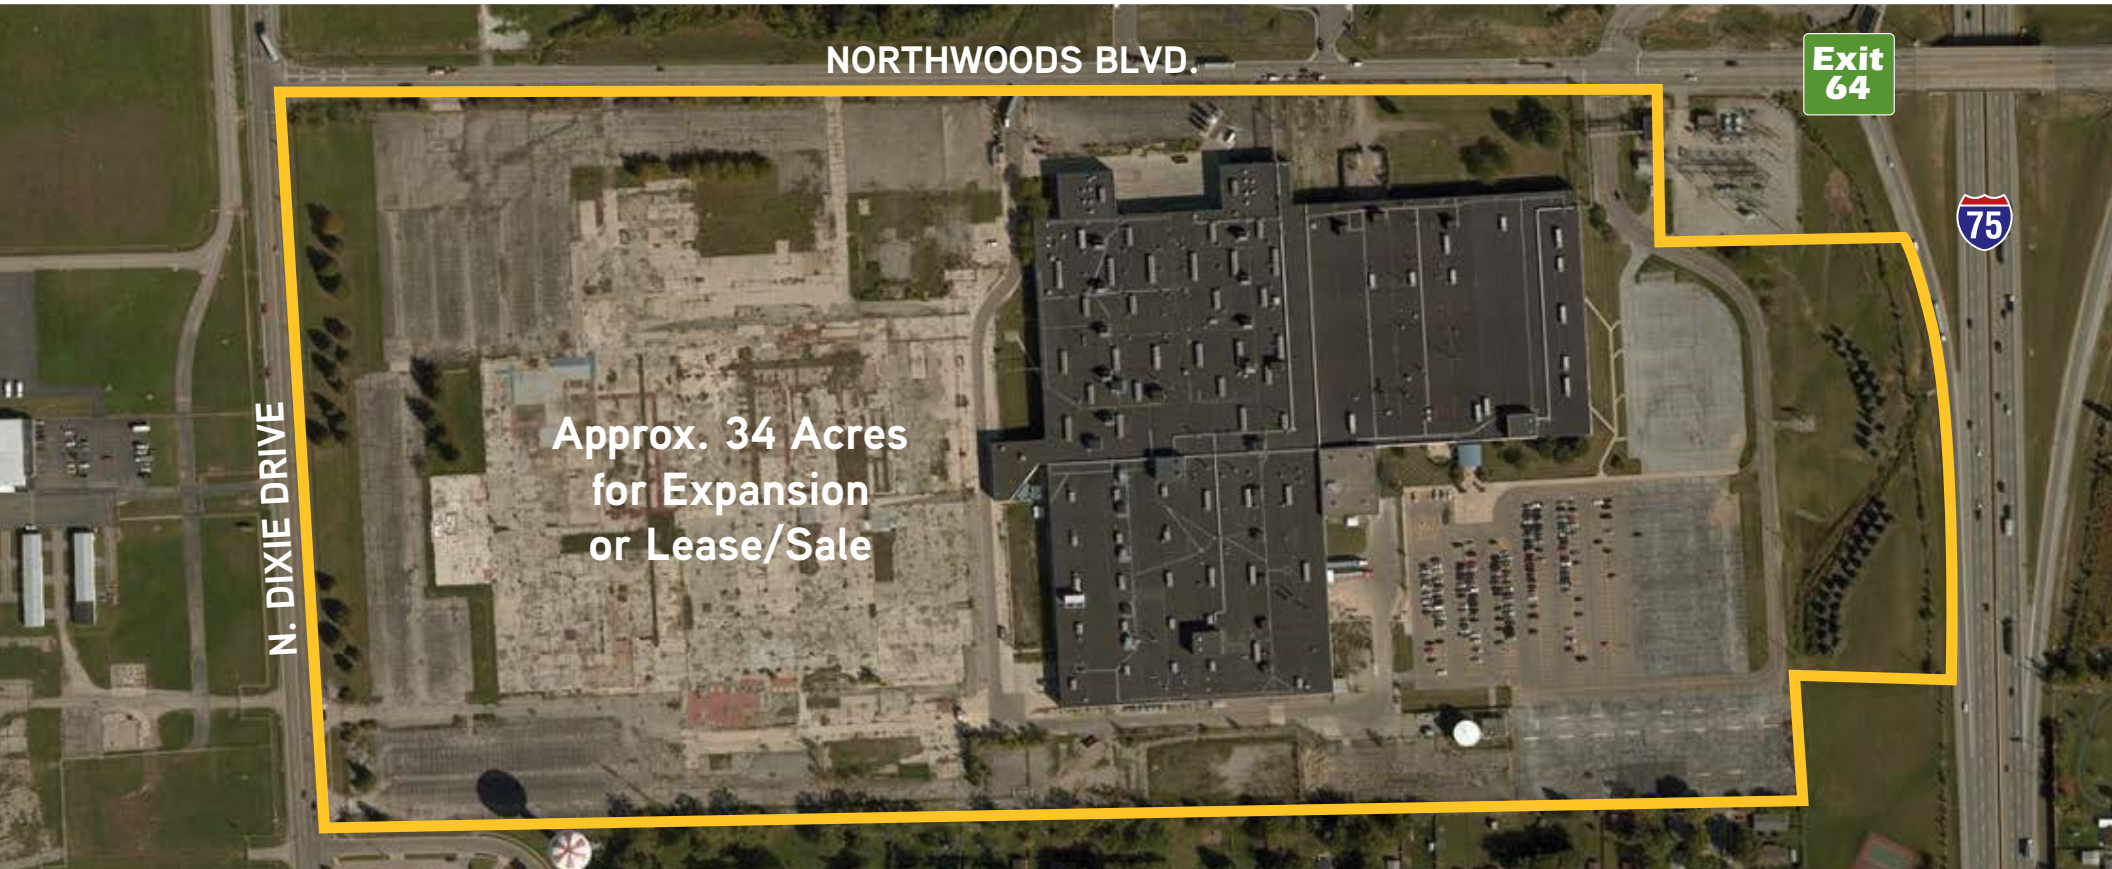 NORTHWOODS BLVD.
Exit
64
75
N. DIXIE DRIVE
Approx. 34 Acres
for Expansion
or Lease/Sale